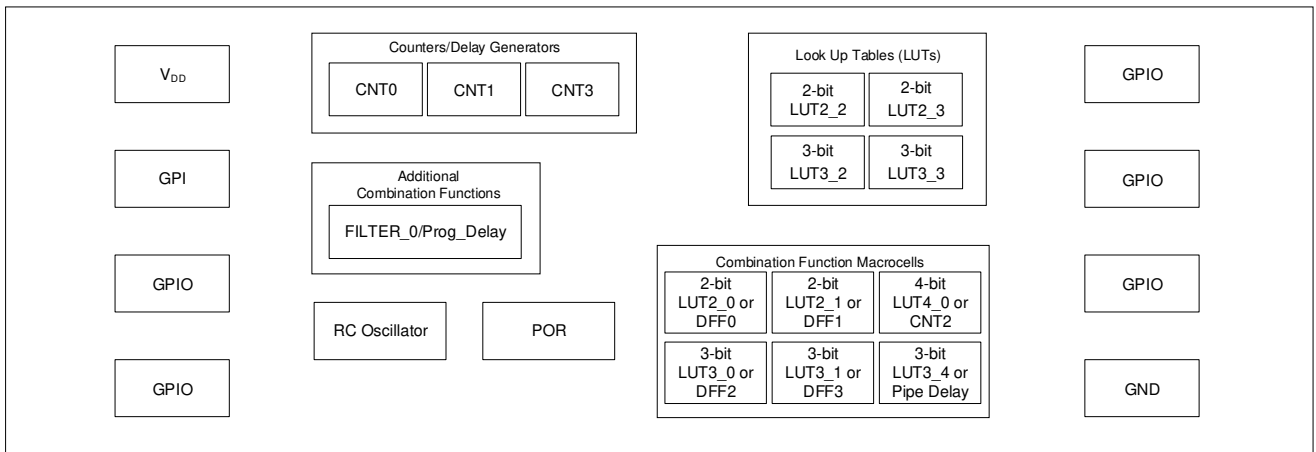 V_DD
GPI
GPIO
GPIO
Counters/Delay Generators
CNT0
CNT1
CNT3
Additional
Combination Functions
FILTER_0/Prog_Delay
RC Oscillator
POR
Look Up Tables (LUTs)
2-bit
LUT2_2
2-bit
LUT2_3
3-bit
LUT3_2
3-bit
LUT3_3
Combination Function Macrocells
2-bit
LUT2_0 or
DFF0
2-bit
LUT2_1 or
DFF1
4-bit
LUT4_0 or
CNT2
3-bit
LUT3_0 or
DFF2
3-bit
LUT3_1 or
DFF3
3-bit
LUT3_4 or
Pipe Delay
GPIO
GPIO
GPIO
GND